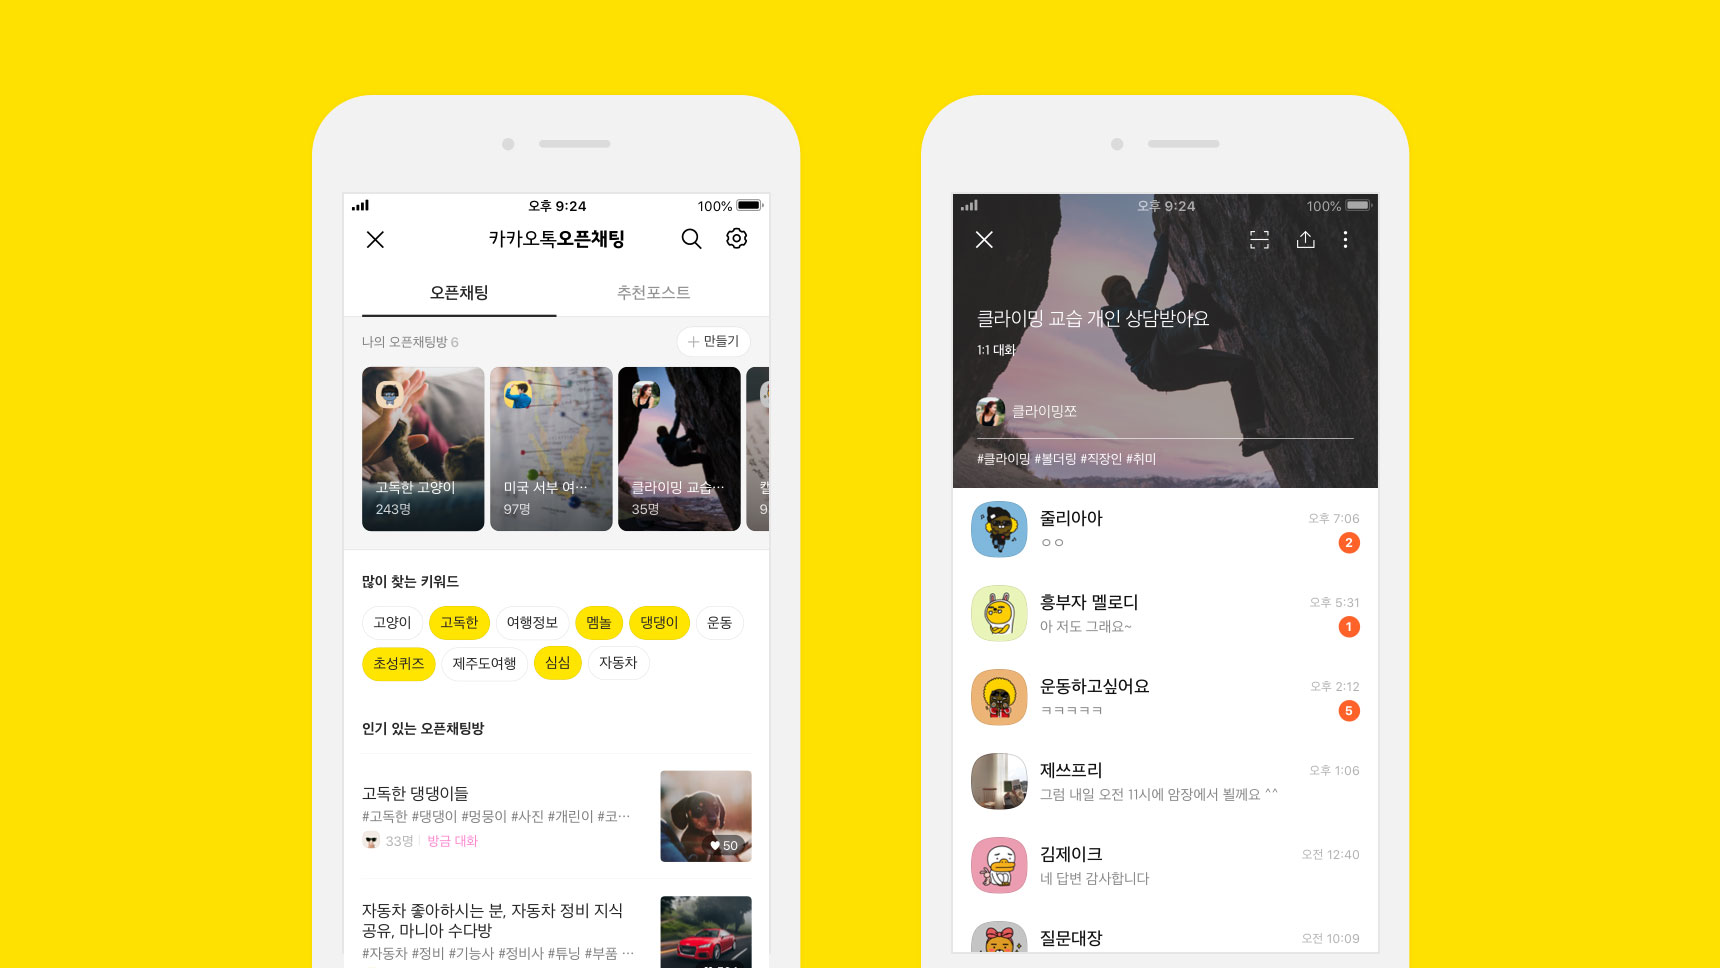 오후 9:24
100%
카카오톡오픈채팅
오픈채팅
추천포스트
나의 오픈채팅방 6
만들기
고독한 고양이
243명
미국 서부 여…
97명
클라이밍 교습…
35명
많이 찾는 키워드
고양이 고독한 여행정보 멤놀 댕댕이 운동
초성퀴즈 제주도여행 심심 자동차
인기 있는 오픈채팅방
고독한 댕댕이들
#고독한 #댕댕이 #멍뭉이 #사진 #개린이 #코…
33명 방금 대화
50
자동차 좋아하시는 분, 자동차 정비 지식
공유, 마니아 수다방
#자동차 #정비 #기능사 #정비사 #튜닝 #부품 …
오후 9:24
100%
클라이밍 교습 개인 상담받아요
1:1 대화
클라이밍쪼
#클라이밍 #볼더링 #직장인 #취미
줄리아아
오후 7:06
ㅇㅇ
2
흥부자 멜로디
오후 5:31
아 저도 그래요~
1
운동하고싶어요
오후 2:12
ㅋㅋㅋㅋㅋ
5
제쓰프리
오후 1:06
그럼 내일 오전 11시에 암장에서 뵐께요 ^^
김제이크
오전 12:40
네 답변 감사합니다
질문대장
오전 10:09